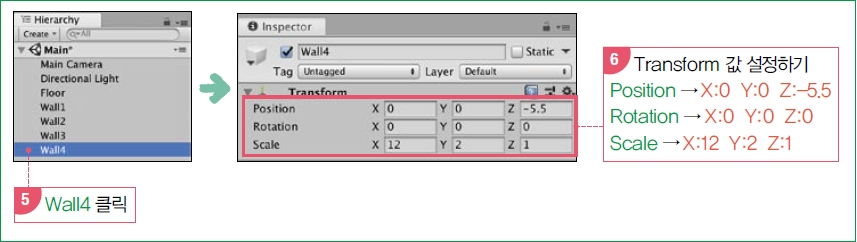 Hierarchy
Create
All
Main*
Main Camera
Directional Light
Floor
Wall1
Wall2
Wall3
Wall4
5 Wall4 클릭
Inspector
Wall4 Static
Tag Untagged Layer Default
Transform
Position X 0 Y 0 Z -5.5
Rotation X 0 Y 0 Z 0
Scale X 12 Y 2 Z 1
6 Transform 값 설정하기
Position →X:0 Y:0 Z:-5.5
Rotation →X:0 Y:0 Z:0
Scale →X:12 Y:2 Z:1